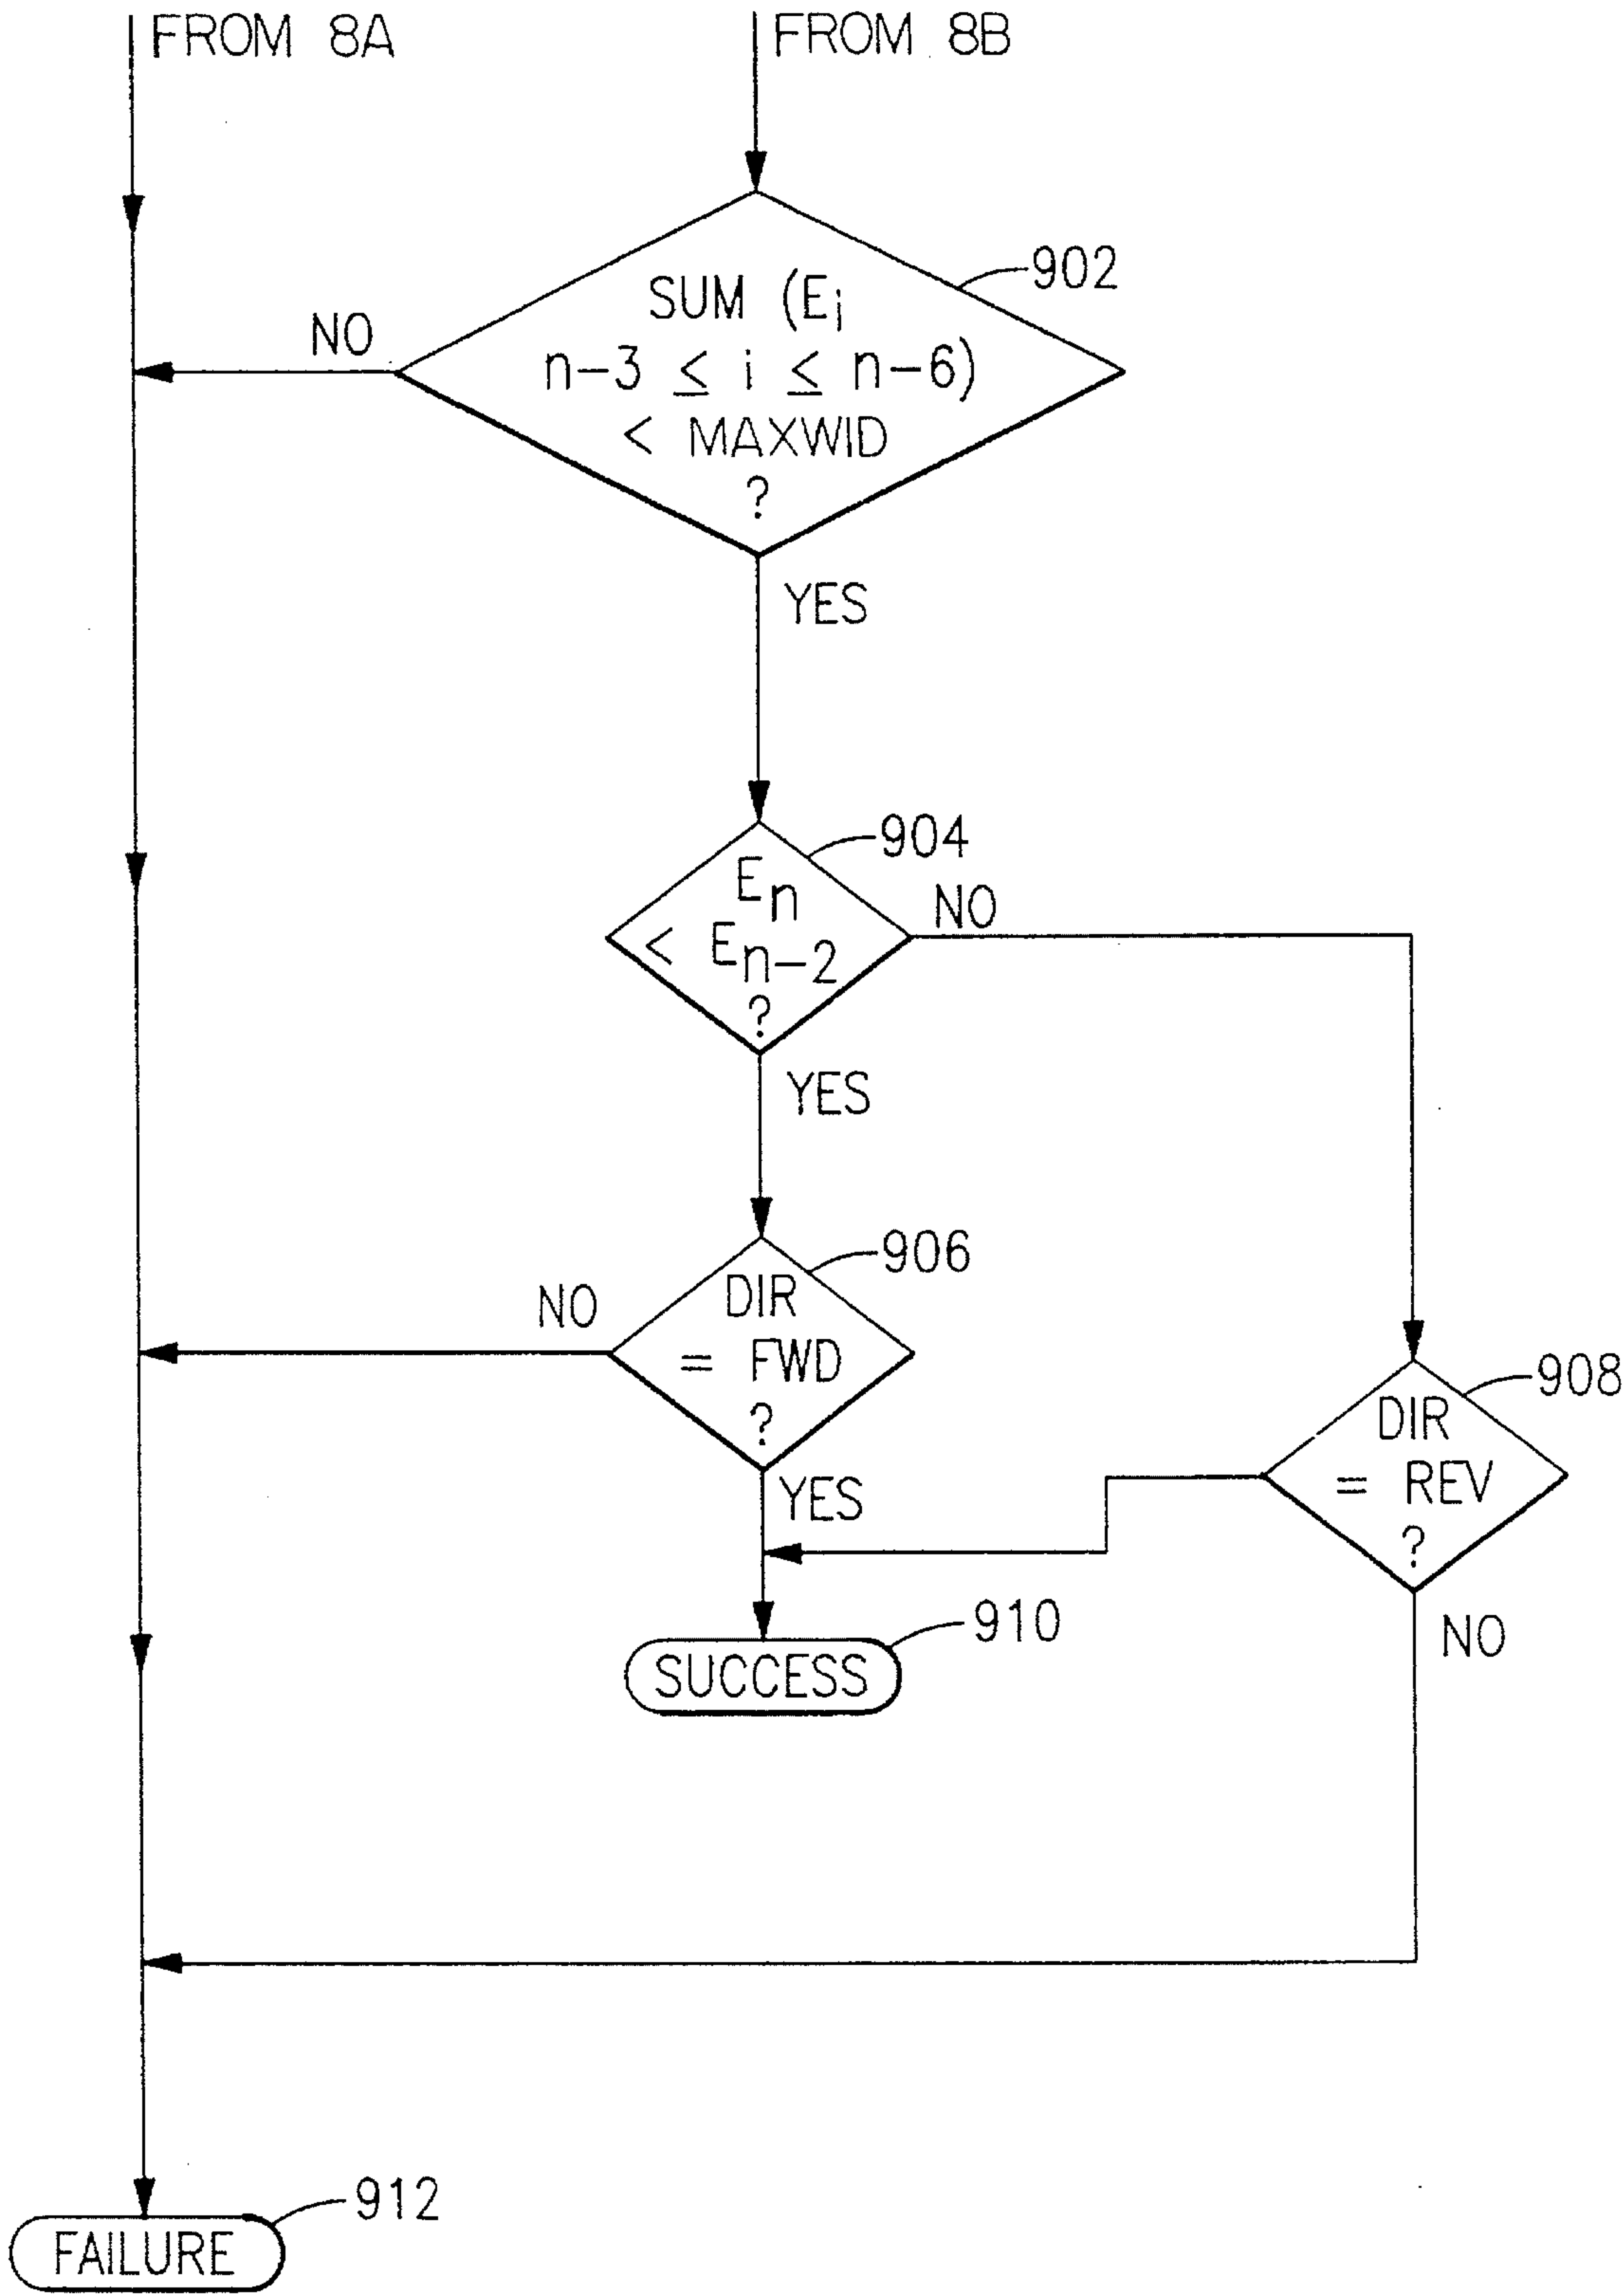 FROM 8A
FROM 8B
902
SUM (Ei
n-3 ≤ i ≤ n-6)
< MAXWID
?
NO
YES
904
En
< En-2
?
NO
YES
906
DIR
= FWD
?
NO
YES
908
DIR
= REV
?
NO
910
SUCCESS
912
FAILURE